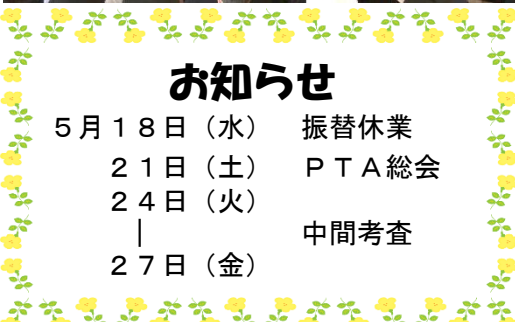 お知らせ
５月１８日（水）　振替休業
２１日（土）　ＰＴＡ総会
２４日（火）
｜　中間考査
２７日（金）